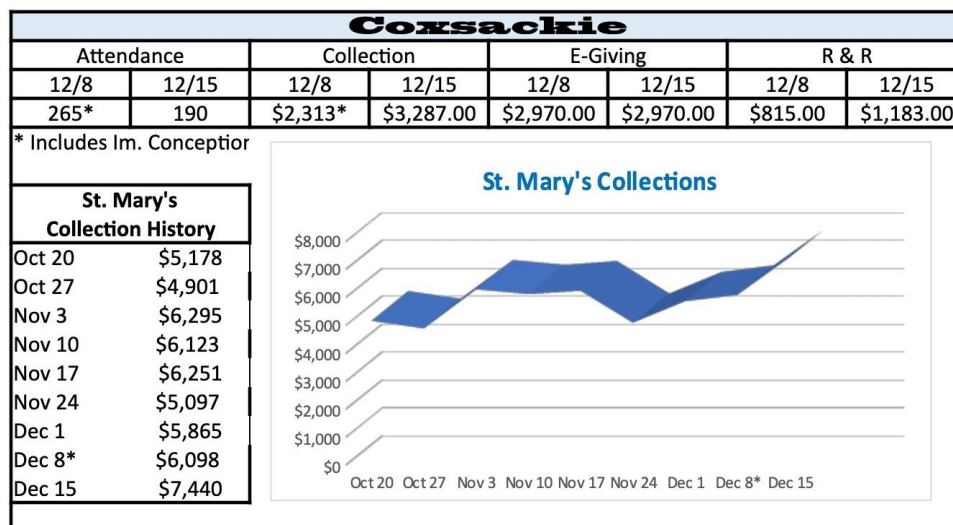 Coxsackie
Attendance Collection E-Giving R & R
12/8 12/15 12/8 12/15 12/8 12/15 12/8 12/15
265* 190 $2,313* $3,287.00 $2,970.00 $2,970.00 $815.00 $1,183.00
* Includes Im. Conception
St. Mary's
Collection History
Oct 20 $5,178
Oct 27 $4,901
Nov 3 $6,295
Nov 10 $6,123
Nov 17 $6,251
Nov 24 $5,097
Dec 1 $5,865
Dec 8* $6,098
Dec 15 $7,440
St. Mary's Collections
$8,000
$7,000
$6,000
$5,000
$4,000
$3,000
$2,000
$1,000
$0
Oct 20 Oct 27 Nov 3 Nov 10 Nov 17 Nov 24 Dec 1 Dec 8* Dec 15